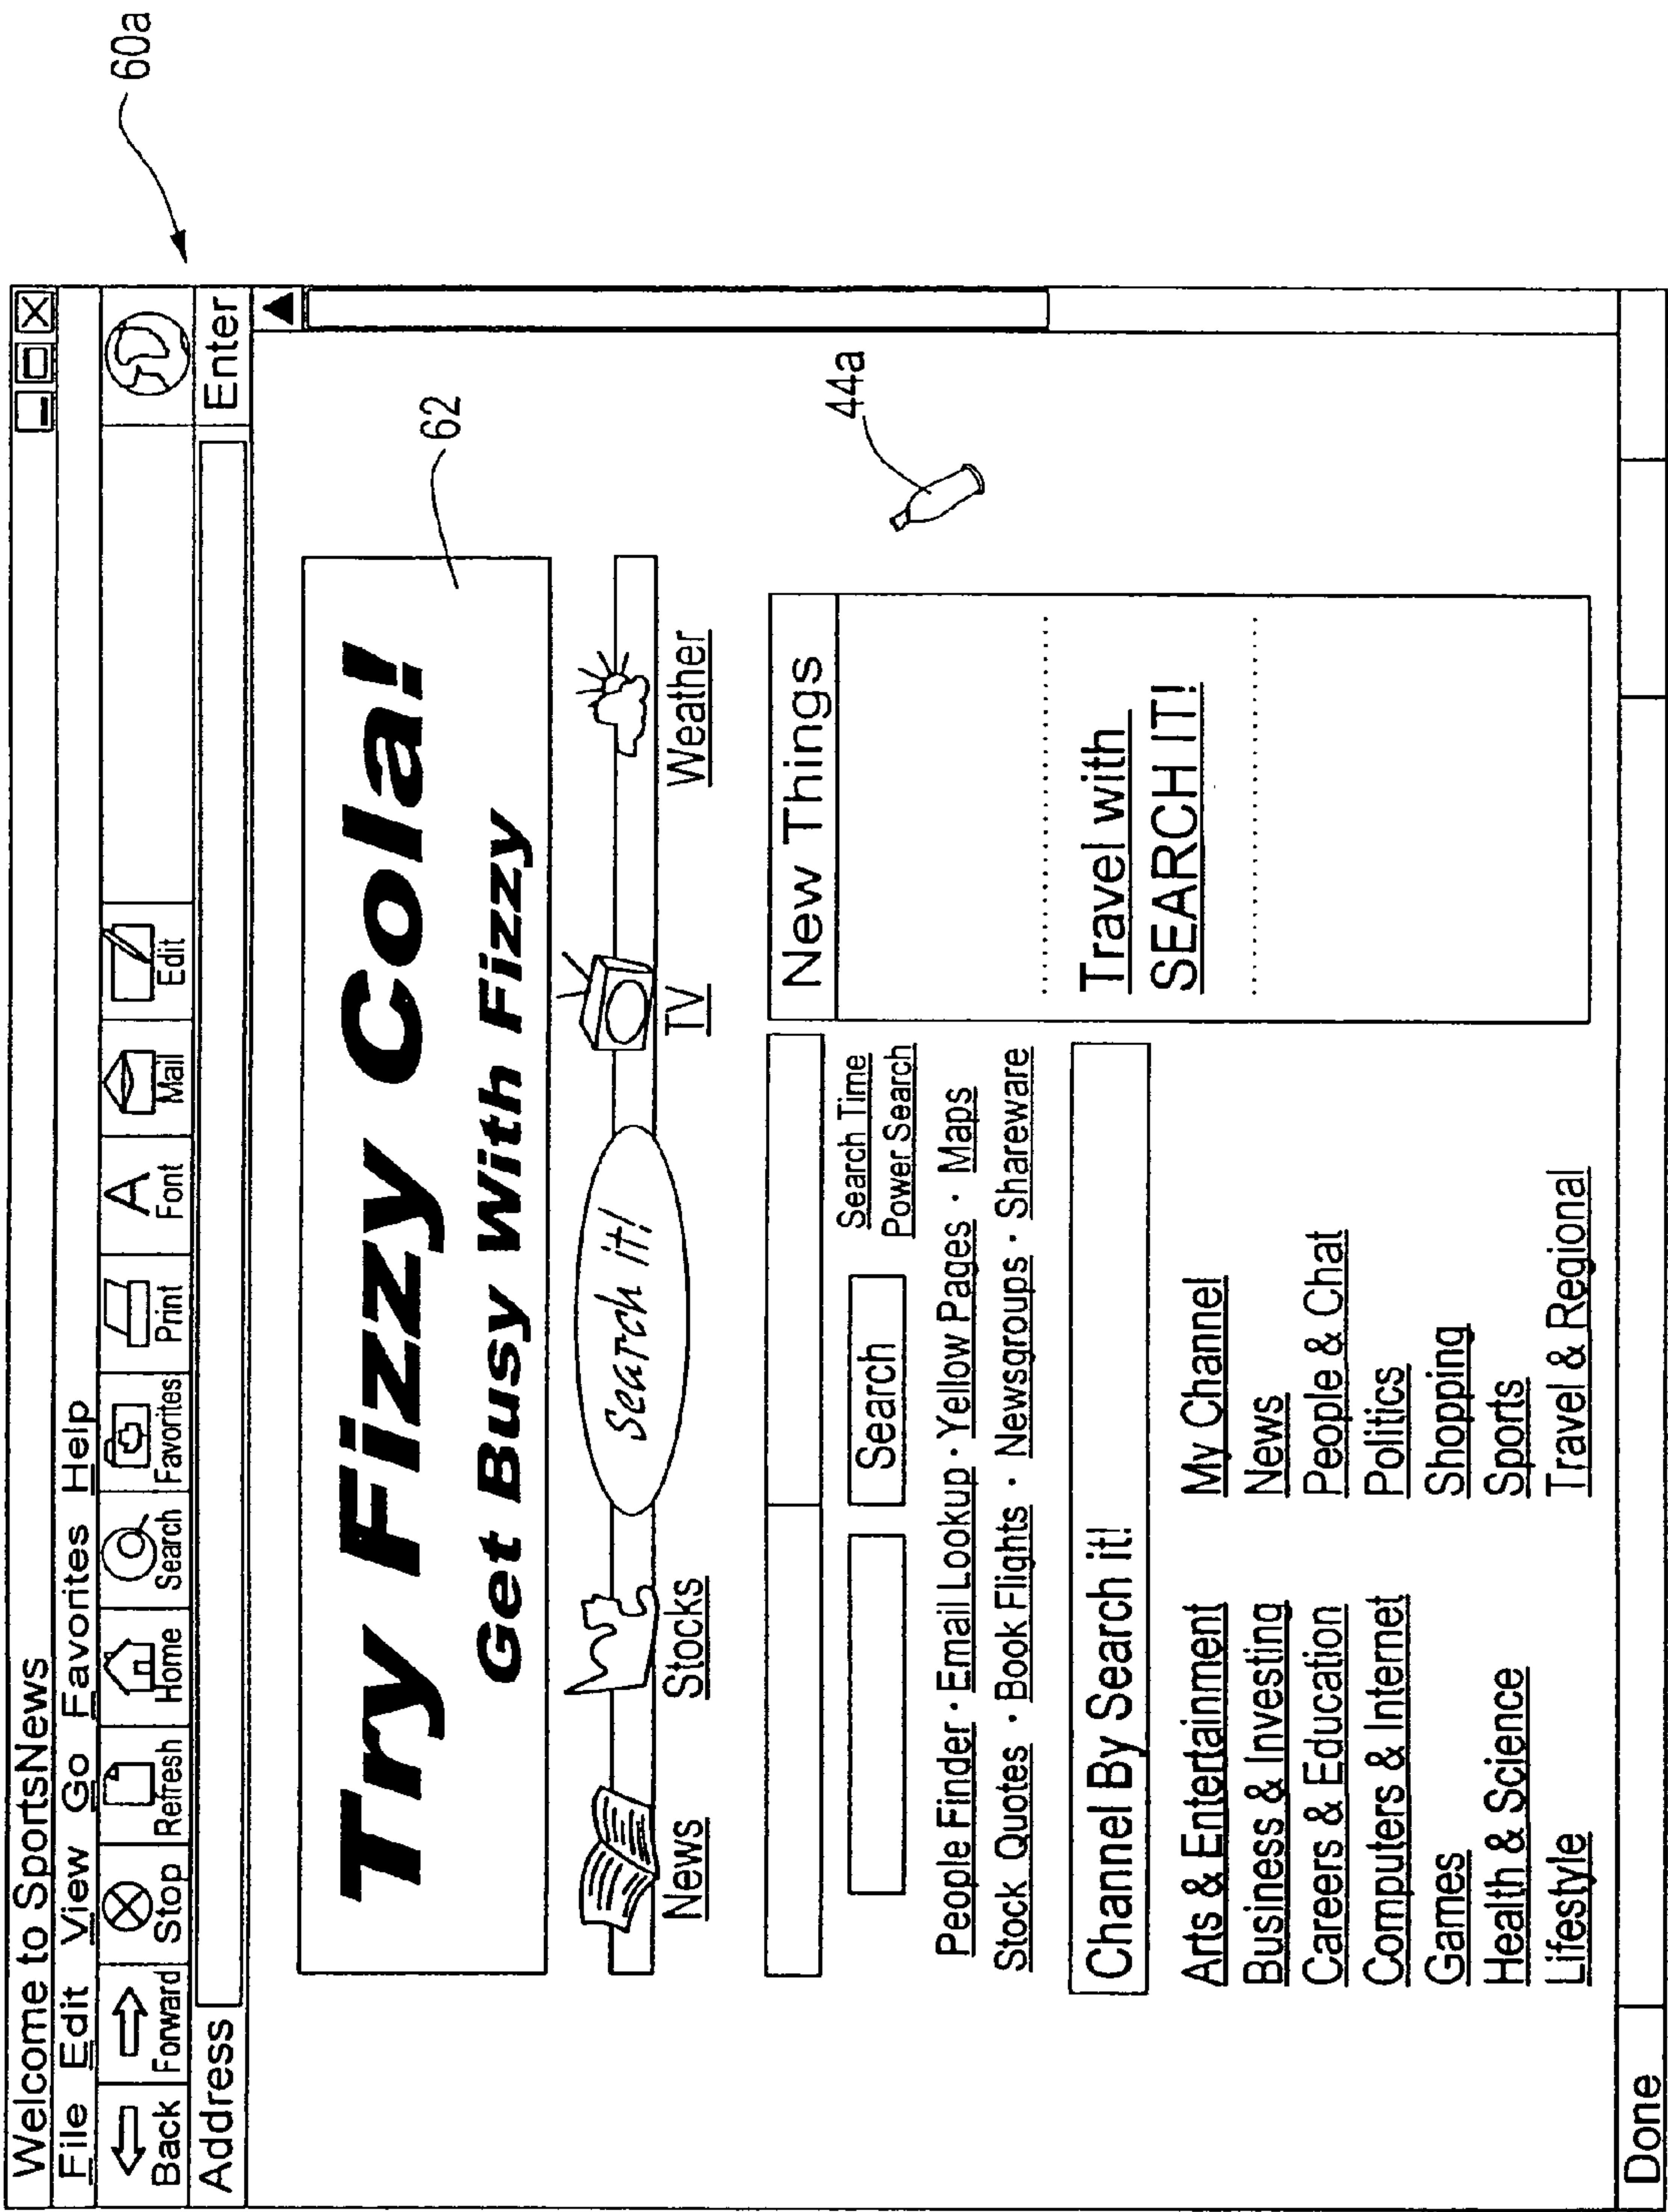 60a
Welcome to SportsNews
File Edit View Go Favorites Help
Back Forward Stop Refresh Home Search Favorites Print Font Mail Edit
Address Enter
62
Try Fizzy Cola!
Get Busy With Fizzy
News Stocks Search it! TV Weather
44a
New Things
Search Search Time
Power Search
People Finder · Email Lookup · Yellow Pages · Maps
Stock Quotes · Book Flights · Newsgroups · Shareware
Travel with
SEARCH IT!
Channel By Search it!
Arts & Entertainment My Channel
Business & Investing News
Careers & Education People & Chat
Computers & Internet Politics
Games Shopping
Health & Science Sports
Lifestyle Travel & Regional
Done